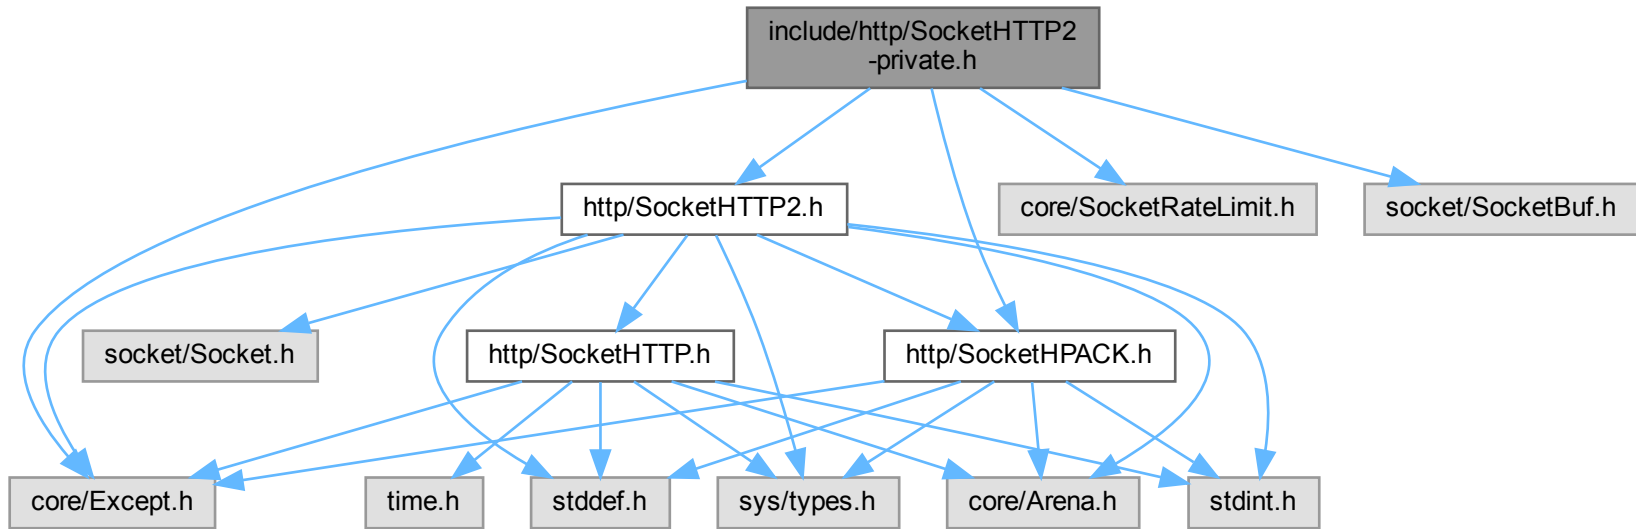 include/http/SocketHTTP2
-private.h
http/SocketHTTP2.h
core/SocketRateLimit.h
socket/SocketBuf.h
socket/Socket.h
http/SocketHTTP.h
http/SocketHPACK.h
core/Except.h
time.h
stddef.h
sys/types.h
core/Arena.h
stdint.h